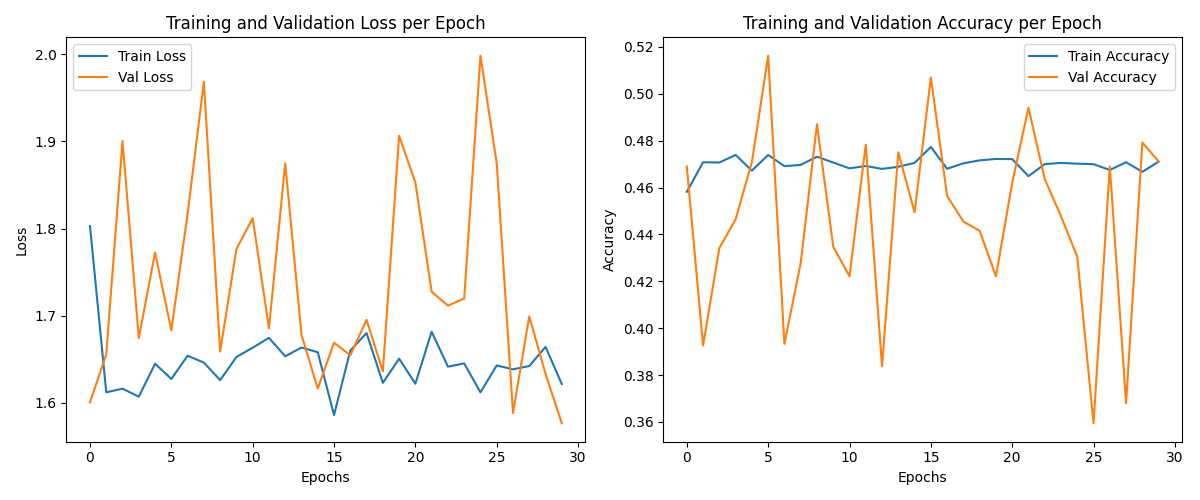 Training and Validation Loss per Epoch
Train Loss
Val Loss
2.0
1.9
1.8
1.7
1.6
Loss
0
5
10
15
20
25
30
Epochs
Training and Validation Accuracy per Epoch
Train Accuracy
Val Accuracy
0.52
0.50
0.48
0.46
0.44
0.42
0.40
0.38
0.36
Accuracy
0
5
10
15
20
25
30
Epochs